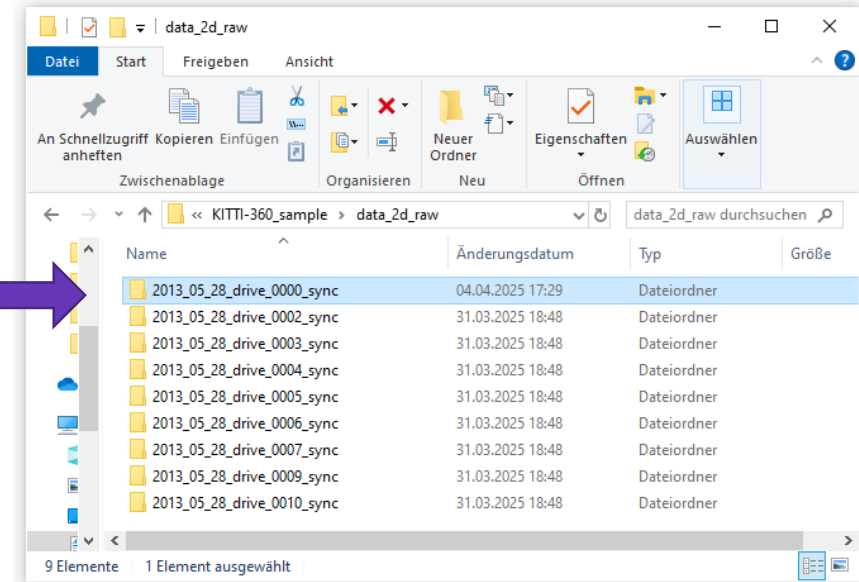 data_2d_raw
Datei Start Freigeben Ansicht
An Schnellzugriff anheften
Kopieren
Einfügen
Neuer Ordner
Eigenschaften
Auswählen
Zwischenablage Organisieren Neu Öffnen
« KITTI-360_sample > data_2d_raw
data_2d_raw durchsuchen
Name Änderungsdatum Typ Größe
2013_05_28_drive_0000_sync 04.04.2025 17:29 Dateiordner
2013_05_28_drive_0002_sync 31.03.2025 18:48 Dateiordner
2013_05_28_drive_0003_sync 31.03.2025 18:48 Dateiordner
2013_05_28_drive_0004_sync 31.03.2025 18:48 Dateiordner
2013_05_28_drive_0005_sync 31.03.2025 18:48 Dateiordner
2013_05_28_drive_0006_sync 31.03.2025 18:48 Dateiordner
2013_05_28_drive_0007_sync 31.03.2025 18:48 Dateiordner
2013_05_28_drive_0009_sync 31.03.2025 18:48 Dateiordner
2013_05_28_drive_0010_sync 31.03.2025 18:48 Dateiordner
9 Elemente 1 Element ausgewählt